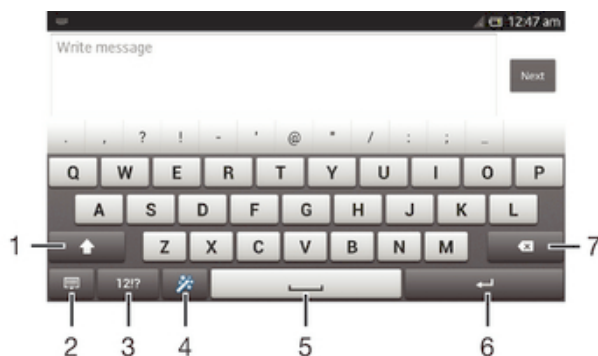 12:47 am
Write message
Next
. , ? ! - ' @ " / : ; _
Q W E R T Y U I O P
A S D F G H J K L
1 Z X C V B N M 7
12!?
2 3 4 5 6